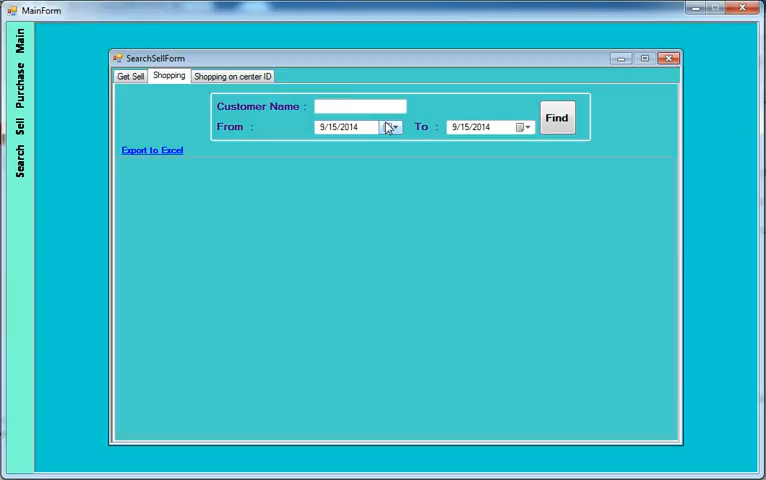 MainForm
Main
Purchase
Sell
Search
SearchSellForm
Get Sell Shopping Shopping on center ID
Customer Name :
From : 9/15/2014 To : 9/15/2014
Find
Export to Excel